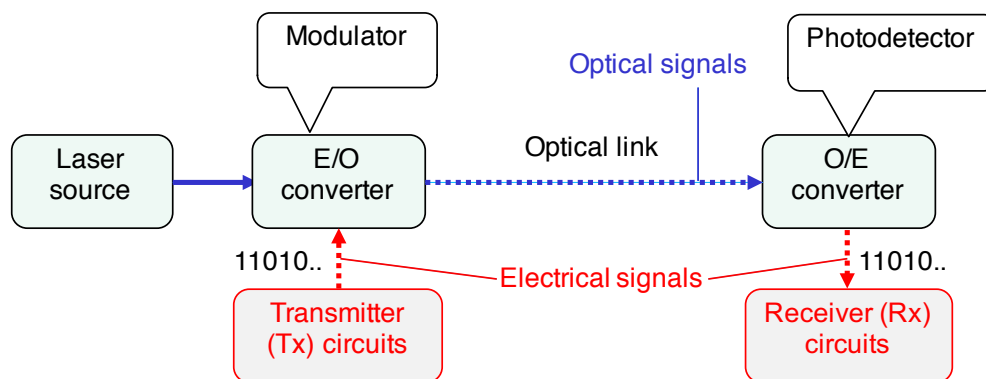 Modulator
Photodetector
Optical signals
Laser
source
E/O
converter
Optical link
O/E
converter
11010..
Electrical signals
11010..
Transmitter
(Tx) circuits
Receiver (Rx)
circuits